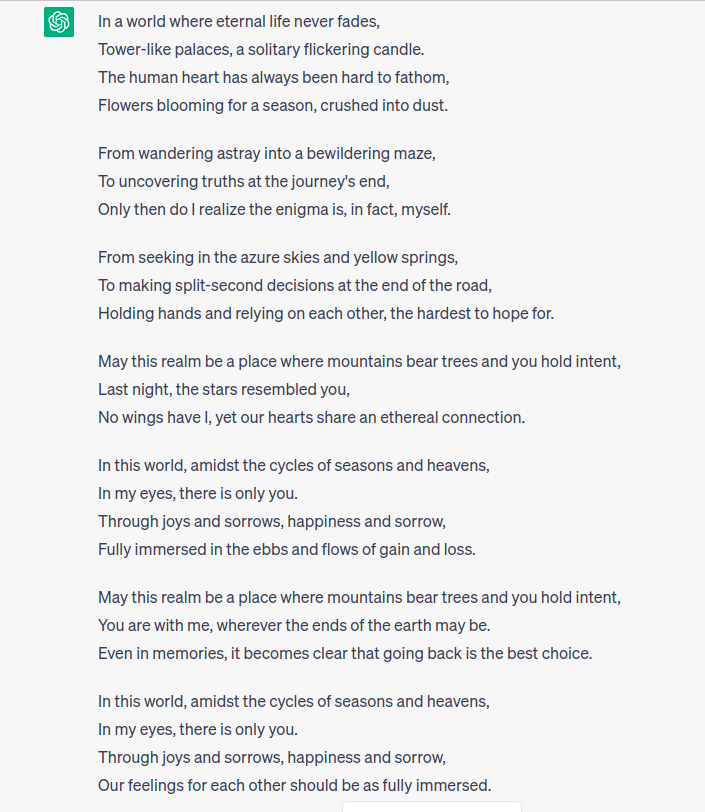 In a world where eternal life never fades,
Tower-like palaces, a solitary flickering candle.
The human heart has always been hard to fathom,
Flowers blooming for a season, crushed into dust.
From wandering astray into a bewildering maze,
To uncovering truths at the journey's end,
Only then do I realize the enigma is, in fact, myself.
From seeking in the azure skies and yellow springs,
To making split-second decisions at the end of the road,
Holding hands and relying on each other, the hardest to hope for.
May this realm be a place where mountains bear trees and you hold intent,
Last night, the stars resembled you,
No wings have I, yet our hearts share an ethereal connection.
In this world, amidst the cycles of seasons and heavens,
In my eyes, there is only you.
Through joys and sorrows, happiness and sorrow,
Fully immersed in the ebbs and flows of gain and loss.
May this realm be a place where mountains bear trees and you hold intent,
You are with me, wherever the ends of the earth may be.
Even in memories, it becomes clear that going back is the best choice.
In this world, amidst the cycles of seasons and heavens,
In my eyes, there is only you.
Through joys and sorrows, happiness and sorrow,
Our feelings for each other should be as fully immersed.